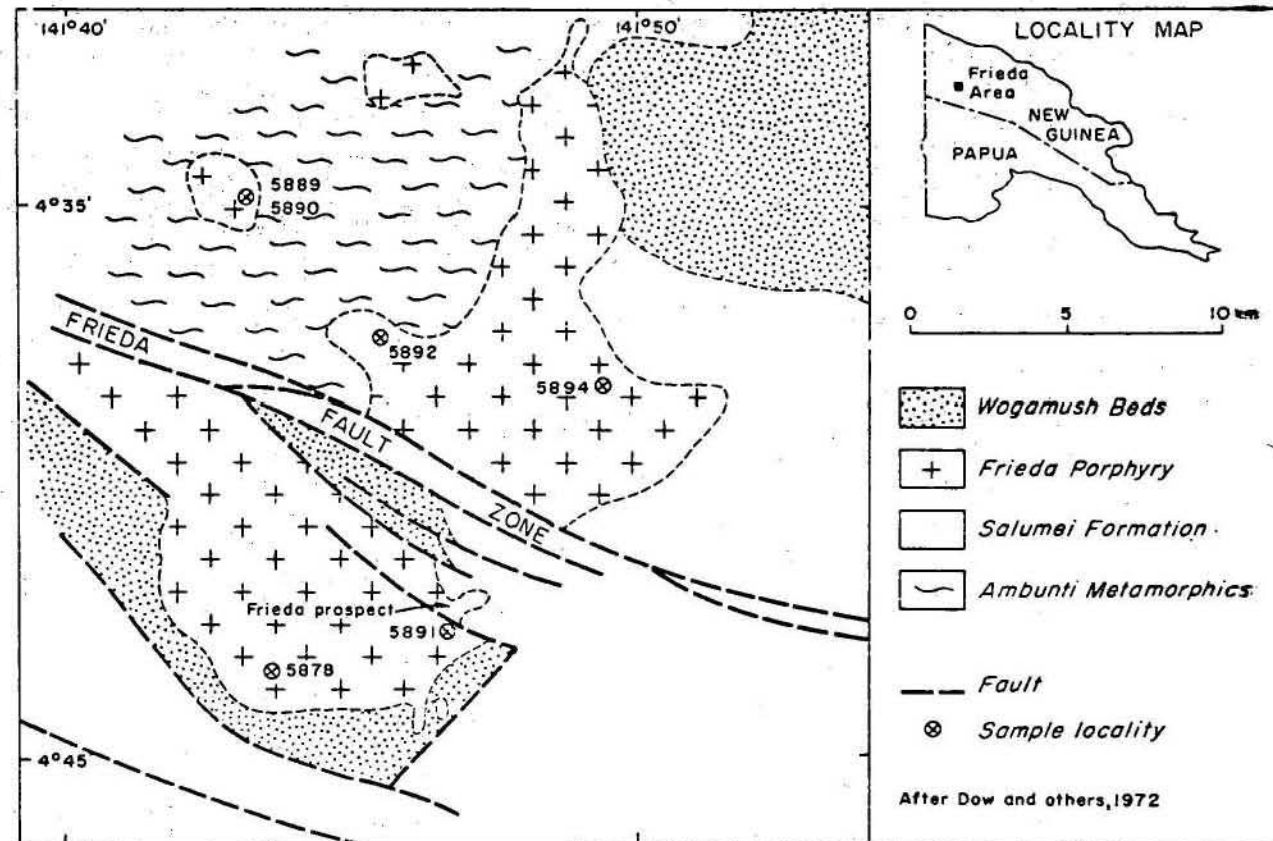 141°40'
141°50'
4°35'
4°45'
5889
5890
5892
5894
FRIEDA
FAULT
ZONE
Frieda prospect
5891
5878
LOCALITY MAP
Frieda
Area
NEW
GUINEA
PAPUA
0 5 10 km
Wogamush Beds
Frieda Porphyry
Salumei Formation
Ambunti Metamorphics
Fault
Sample locality
After Dow and others, 1972